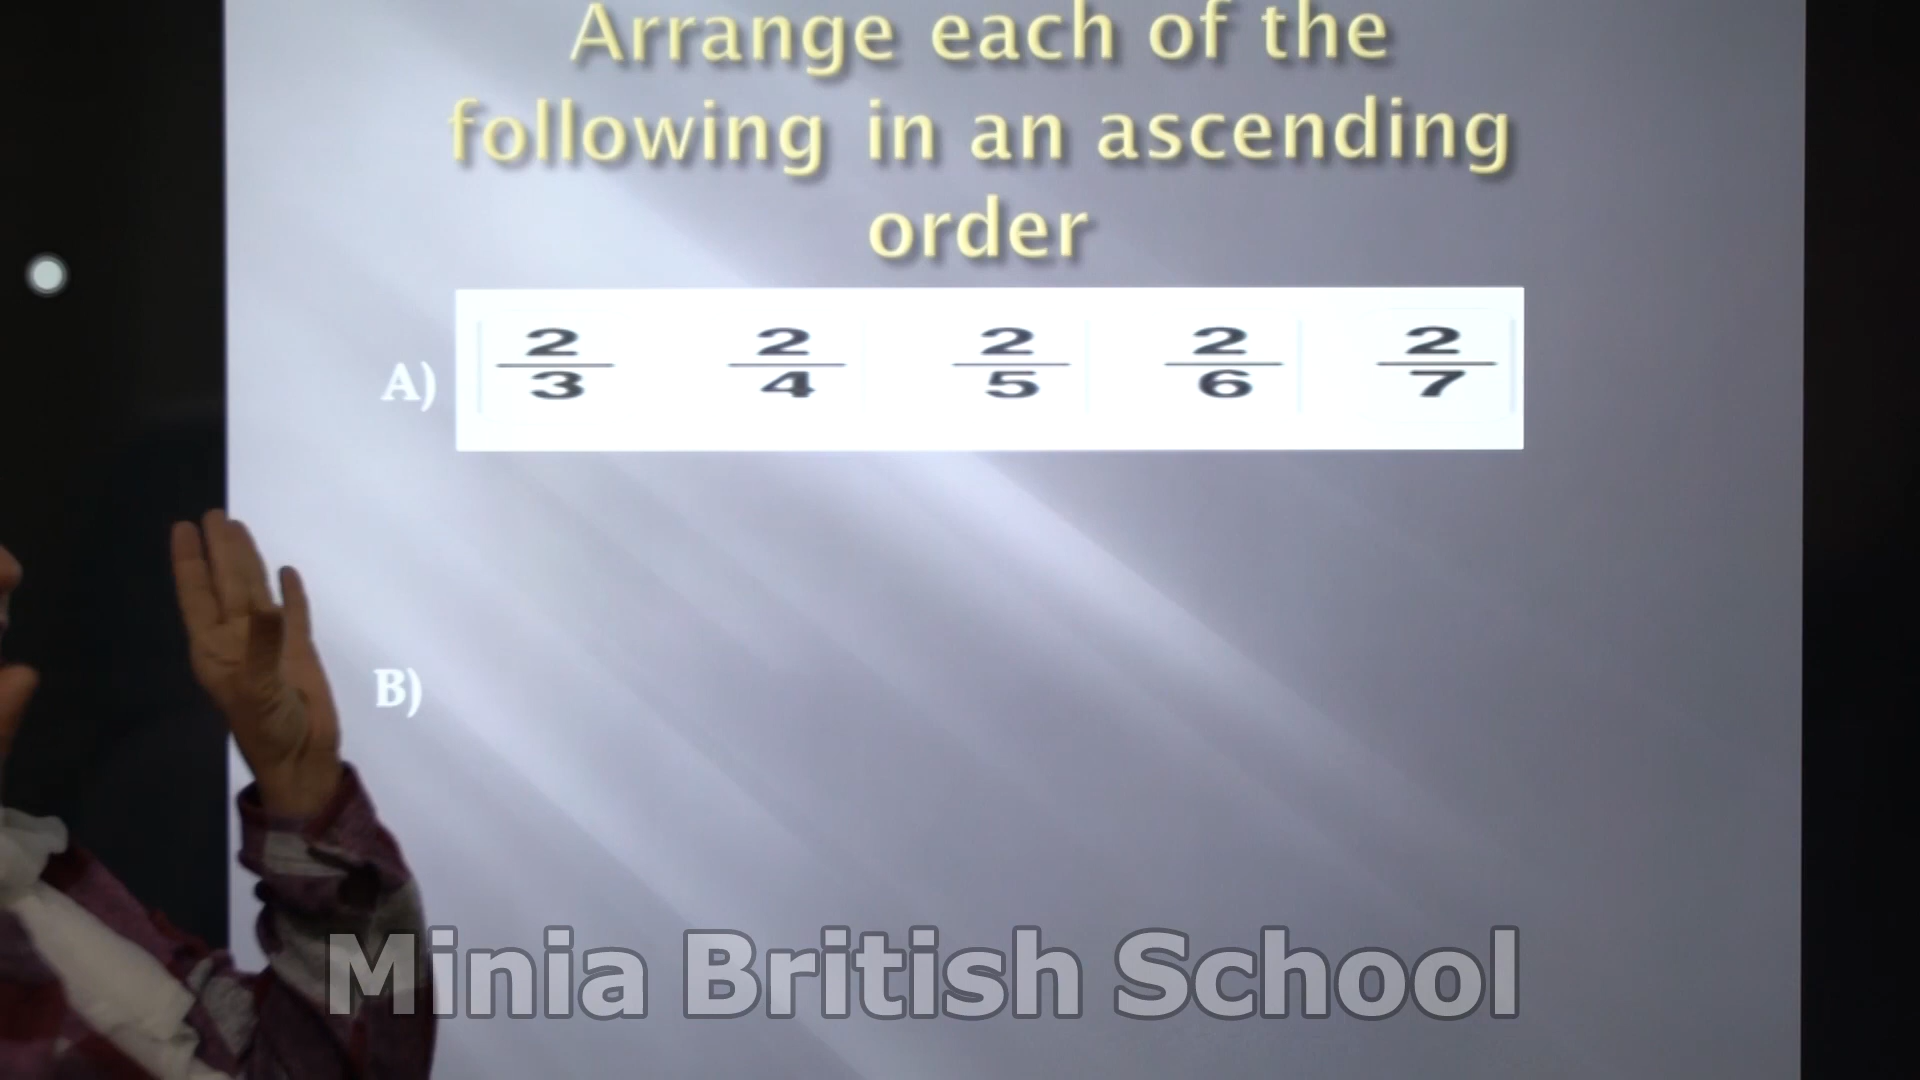 Arrange each of the
following in an ascending
order
A) 2/3 2/4 2/5 2/6 2/7
B)
Minia British School